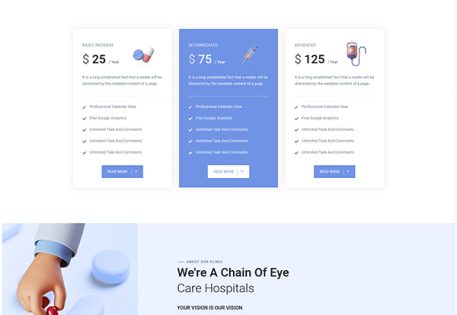 BASIC PACKAGE
$ 25 / Year
It is a long established fact that a reader will be
distracted by the readable content of a page .
Professional Calendar View
Free Google Analytics
Unlimited Task And Comments
Unlimited Task And Comments
Unlimited Task And Comments
READ MORE
INTERMEDIATE
$ 75 / Year
It is a long established fact that a reader will be
distracted by the readable content of a page .
Professional Calendar View
Free Google Analytics
Unlimited Task And Comments
Unlimited Task And Comments
Unlimited Task And Comments
READ MORE
ADVANCED
$ 125 / Year
It is a long established fact that a reader will be
distracted by the readable content of a page .
Professional Calendar View
Free Google Analytics
Unlimited Task And Comments
Unlimited Task And Comments
Unlimited Task And Comments
READ MORE
ABOUT OUR CLINIC
We're A Chain Of Eye
Care Hospitals
YOUR VISION IS OUR VISION